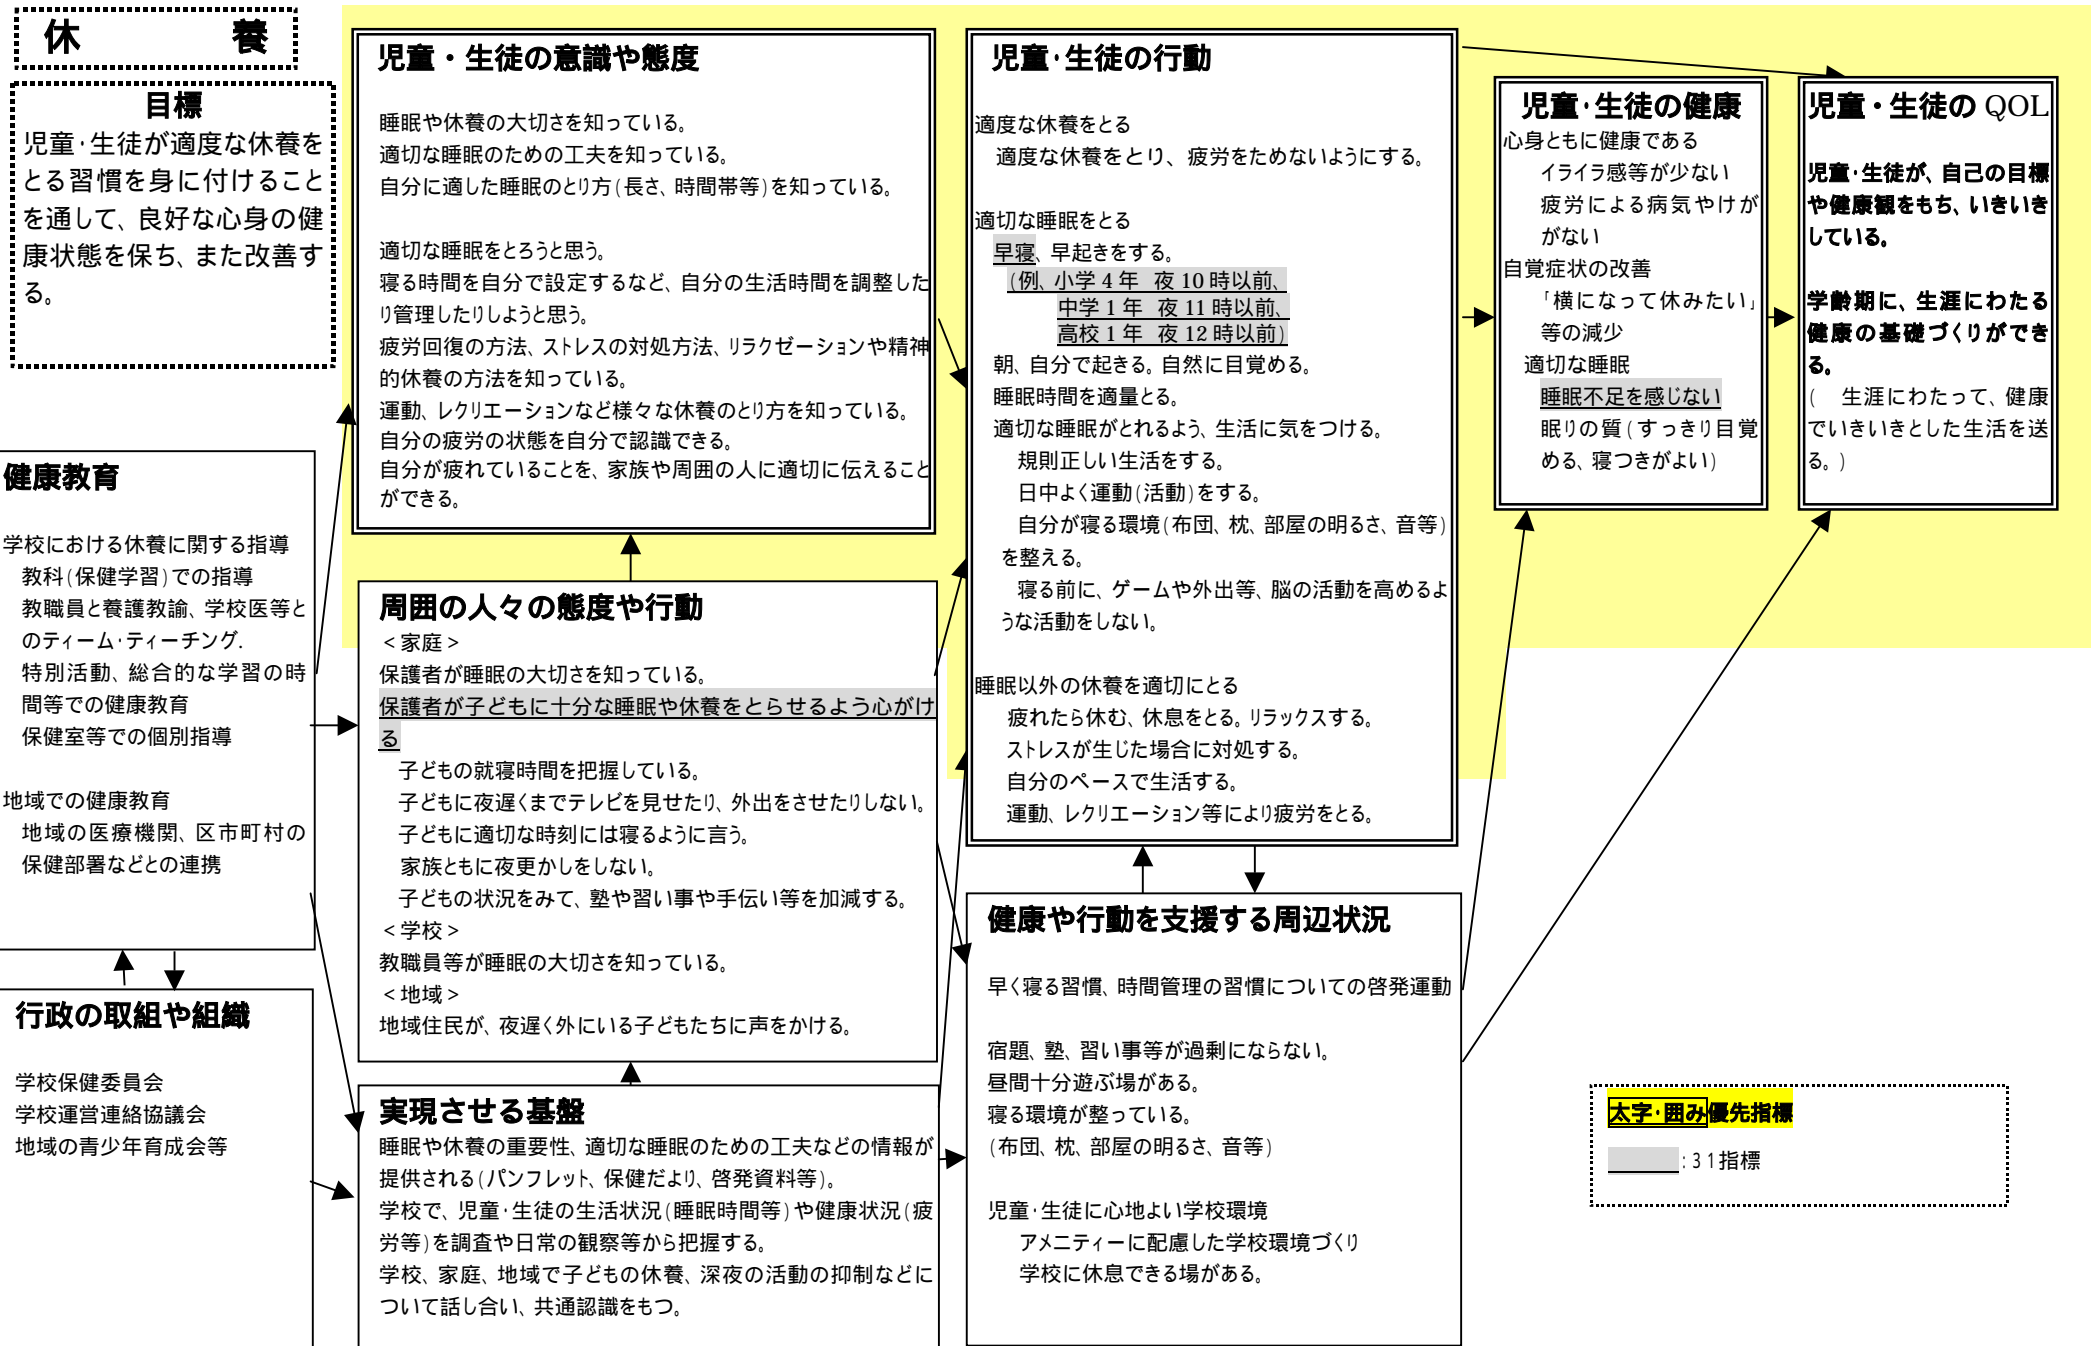 休　養
目標
児童・生徒が適度な休養を
とる習慣を身に付けること
を通して、良好な心身の健
康状態を保ち、また改善す
る。
健康教育
学校における休養に関する指導
教科(保健学習)での指導
教職員と養護教諭、学校医等と
のティーム・ティーチング.
特別活動、総合的な学習の時
間等での健康教育
保健室等での個別指導
地域での健康教育
地域の医療機関、区市町村の
保健部署などとの連携
行政の取組や組織
学校保健委員会
学校運営連絡協議会
地域の青少年育成会等
児童・生徒の意識や態度
睡眠や休養の大切さを知っている。
適切な睡眠のための工夫を知っている。
自分に適した睡眠のとり方(長さ、時間帯等)を知っている。
適切な睡眠をとろうと思う。
寝る時間を自分で設定するなど、自分の生活時間を調整した
り管理したりしようと思う。
疲労回復の方法、ストレスの対処方法、リラクゼーションや精神
的休養の方法を知っている。
運動、レクリエーションなど様々な休養のとり方を知っている。
自分の疲労の状態を自分で認識できる。
自分が疲れていることを、家族や周囲の人に適切に伝えること
ができる。
周囲の人々の態度や行動
<家庭>
保護者が睡眠の大切さを知っている。
保護者が子どもに十分な睡眠や休養をとらせるよう心がけ
る
子どもの就寝時間を把握している。
子どもに夜遅くまでテレビを見せたり、外出をさせたりしない。
子どもに適切な時刻には寝るように言う。
家族ともに夜更かしをしない。
子どもの状況をみて、塾や習い事や手伝い等を加減する。
<学校>
教職員等が睡眠の大切さを知っている。
<地域>
地域住民が、夜遅く外にいる子どもたちに声をかける。
実現させる基盤
睡眠や休養の重要性、適切な睡眠のための工夫などの情報が
提供される(パンフレット、保健だより、啓発資料等)。
学校で、児童・生徒の生活状況(睡眠時間等)や健康状況(疲
労等)を調査や日常の観察等から把握する。
学校、家庭、地域で子どもの休養、深夜の活動の抑制などに
ついて話し合い、共通認識をもつ。
児童・生徒の行動
適度な休養をとる
適度な休養をとり、疲労をためないようにする。
適切な睡眠をとる
早寝、早起きをする。
(例、小学4年 夜10時以前、
中学1年 夜11時以前、
高校1年 夜12時以前)
朝、自分で起きる。自然に目覚める。
睡眠時間を適量とる。
適切な睡眠がとれるよう、生活に気をつける。
規則正しい生活をする。
日中よく運動(活動)をする。
自分が寝る環境(布団、枕、部屋の明るさ、音等)
を整える。
寝る前に、ゲームや外出等、脳の活動を高めるよ
うな活動をしない。
睡眠以外の休養を適切にとる
疲れたら休む、休息をとる。リラックスする。
ストレスが生じた場合に対処する。
自分のペースで生活する。
運動、レクリエーション等により疲労をとる。
健康や行動を支援する周辺状況
早く寝る習慣、時間管理の習慣についての啓発運動
宿題、塾、習い事等が過剰にならない。
昼間十分遊ぶ場がある。
寝る環境が整っている。
(布団、枕、部屋の明るさ、音等)
児童・生徒に心地よい学校環境
アメニティーに配慮した学校環境づくり
学校に休息できる場がある。
児童・生徒の健康
心身ともに健康である
イライラ感等が少ない
疲労による病気やけが
がない
自覚症状の改善
「横になって休みたい」
等の減少
適切な睡眠
睡眠不足を感じない
眠りの質(すっきり目覚
める、寝つきがよい)
児童・生徒のQOL
児童・生徒が、自己の目標
や健康観をもち、いきいき
している。
学齢期に、生涯にわたる
健康の基礎づくりができ
る。
(　生涯にわたって、健康
でいきいきとした生活を送
る。)
太字・囲み優先指標
:31指標